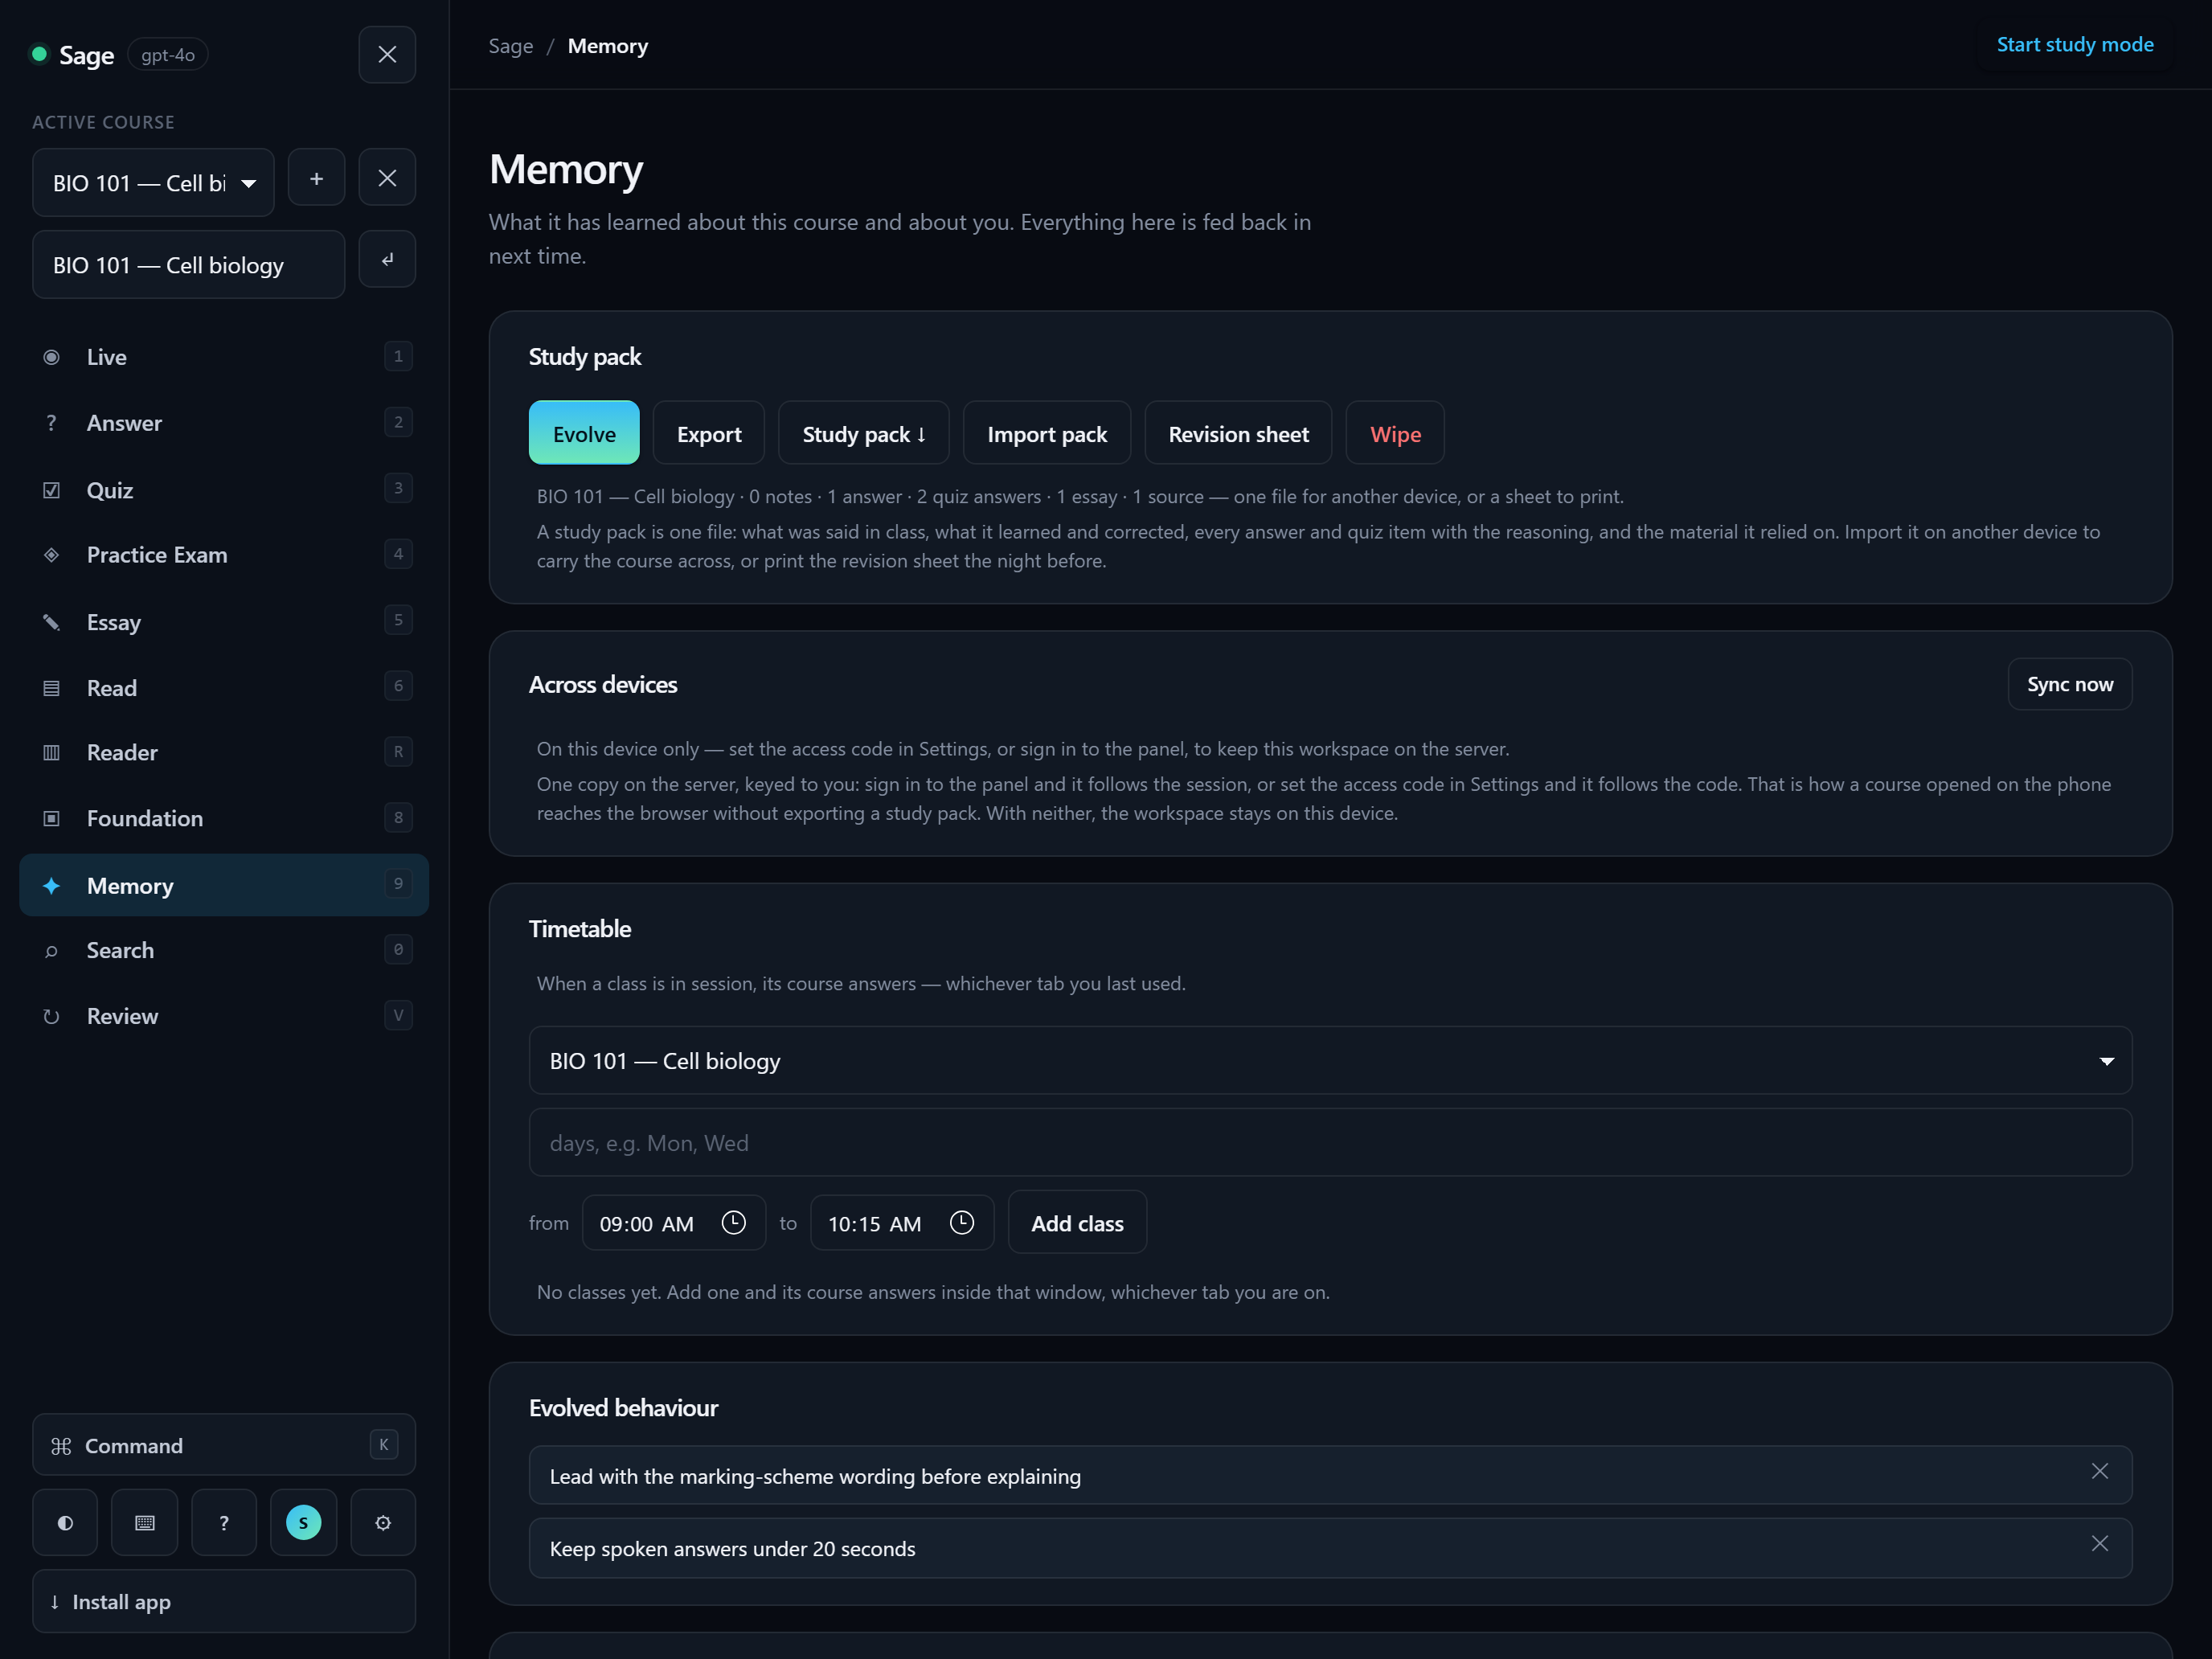 Sage gpt-4o
ACTIVE COURSE
BIO 101 — Cell bi
+
BIO 101 — Cell biology
Live 1
? Answer 2
Quiz 3
Practice Exam 4
Essay 5
Read 6
Reader R
Foundation 8
Memory 9
Search 0
Review V
⌘ Command K
? S
↓ Install app
Sage / Memory
Start study mode
Memory
What it has learned about this course and about you. Everything here is fed back in
next time.
Study pack
Evolve Export Study pack ↓ Import pack Revision sheet Wipe
BIO 101 — Cell biology · 0 notes · 1 answer · 2 quiz answers · 1 essay · 1 source — one file for another device, or a sheet to print.
A study pack is one file: what was said in class, what it learned and corrected, every answer and quiz item with the reasoning, and the material it relied on. Import it on another device to
carry the course across, or print the revision sheet the night before.
Across devices
Sync now
On this device only — set the access code in Settings, or sign in to the panel, to keep this workspace on the server.
One copy on the server, keyed to you: sign in to the panel and it follows the session, or set the access code in Settings and it follows the code. That is how a course opened on the phone
reaches the browser without exporting a study pack. With neither, the workspace stays on this device.
Timetable
When a class is in session, its course answers — whichever tab you last used.
BIO 101 — Cell biology
days, e.g. Mon, Wed
from 09:00 AM to 10:15 AM Add class
No classes yet. Add one and its course answers inside that window, whichever tab you are on.
Evolved behaviour
Lead with the marking-scheme wording before explaining
Keep spoken answers under 20 seconds